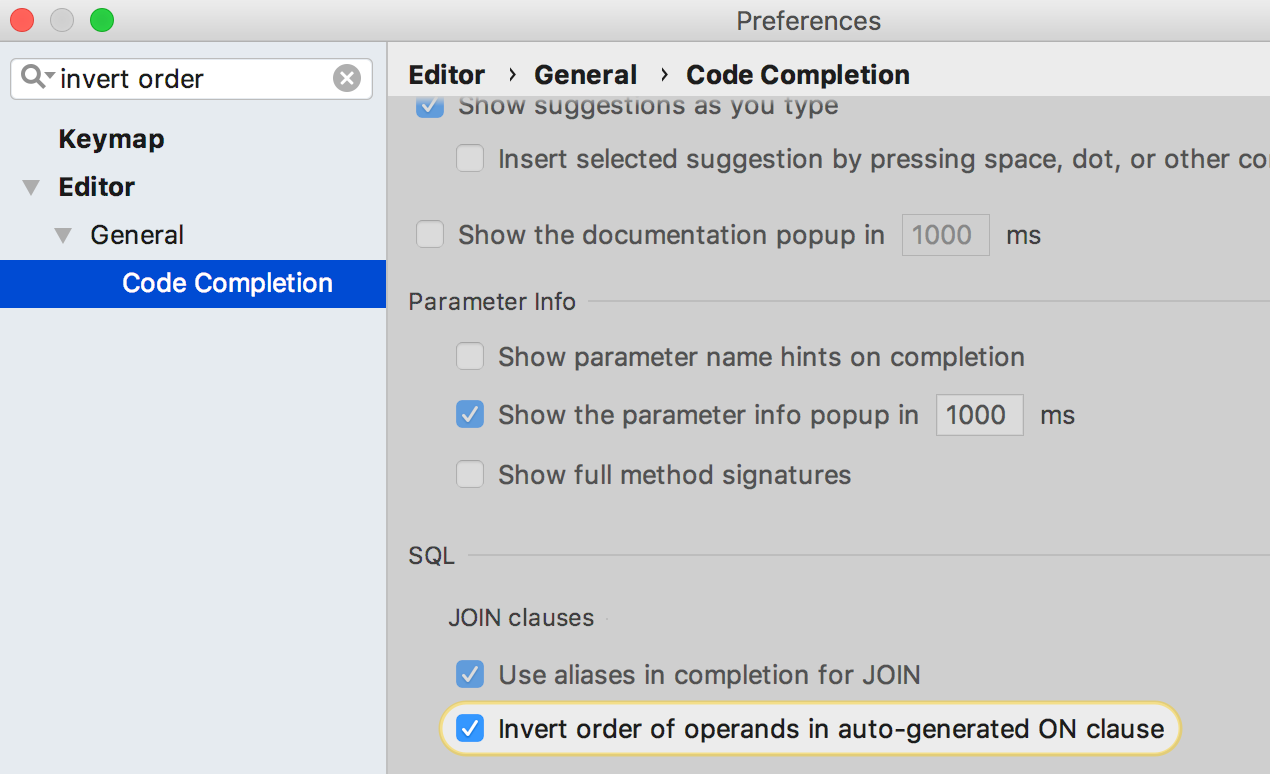 Preferences
invert order
Keymap
Editor
General
Code Completion
Editor › General › Code Completion
Show suggestions as you type
Insert selected suggestion by pressing space, dot, or other co
Show the documentation popup in 1000 ms
Parameter Info
Show parameter name hints on completion
Show the parameter info popup in 1000 ms
Show full method signatures
SQL
JOIN clauses
Use aliases in completion for JOIN
Invert order of operands in auto-generated ON clause